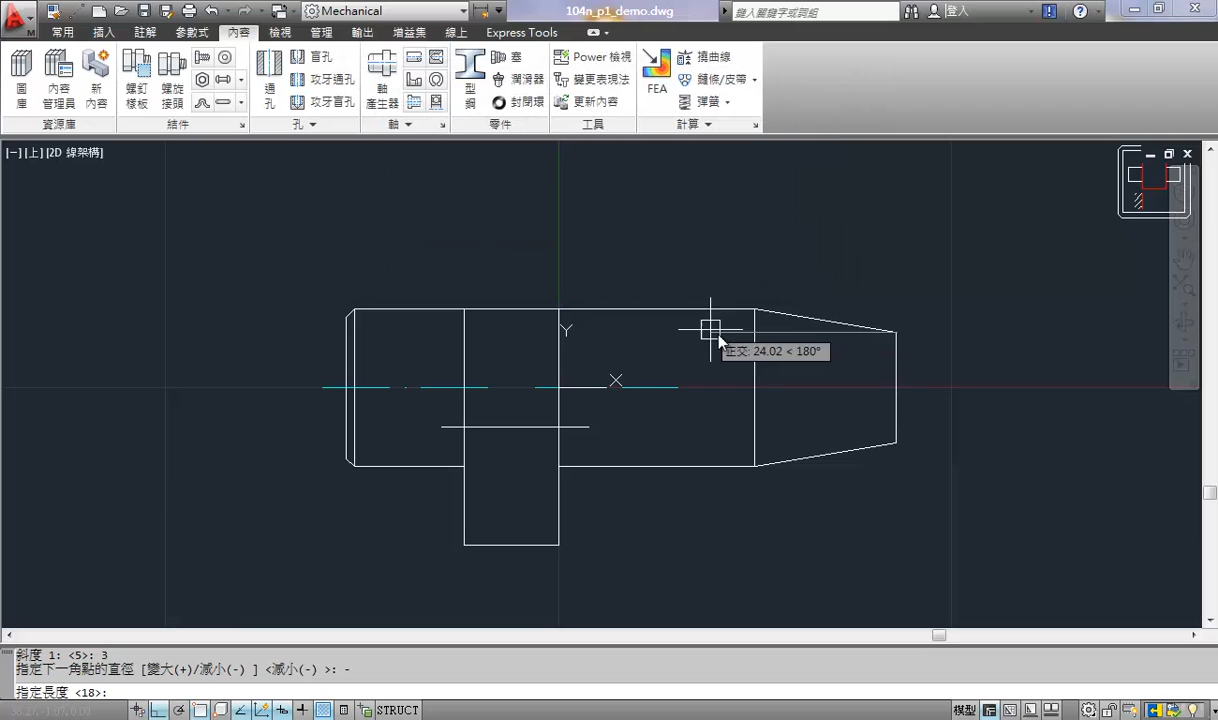 Mechanical
104n_p1_demo.dwg
鍵入關鍵字或詞組
登入
常用 插入 註解 參數式 內容 檢視 管理 輸出 增益集 線上 Express Tools
圖庫
內容管理員
新內容
資源庫
螺釘樣板
螺旋接頭
結件
通孔
盲孔
攻牙通孔
攻牙盲孔
孔
軸產生器
軸
型鋼
塞
潤滑器
封閉環
零件
Power 檢視
變更表現法
更新內容
工具
FEA
撓曲線
鏈條/皮帶
彈簧
計算
[−][上][2D 線架構]
Y
X
正交: 24.02 < 180°
斜度 1: <5>: 3
指定下一角點的直徑 [變大(+)/減小(-) ] <減小(-) >: -
指定長度 <18>:
STRUCT
模型